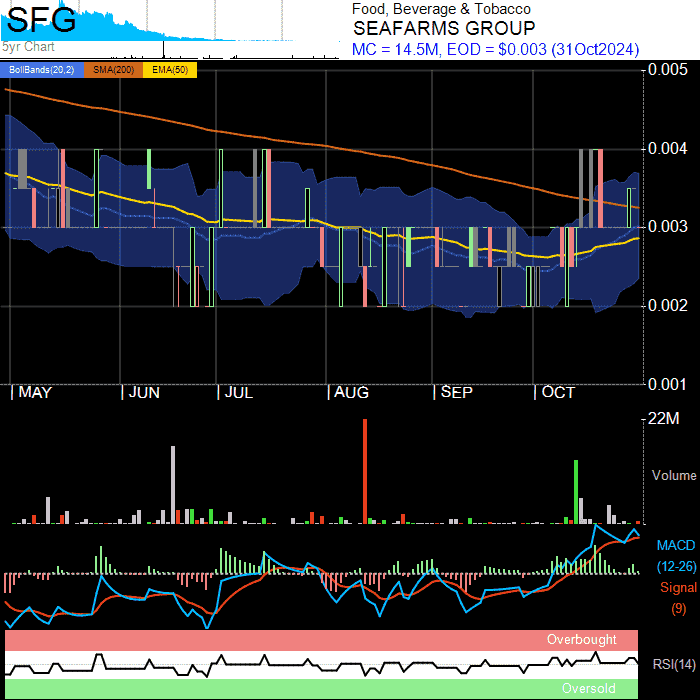 SFG
5yr Chart
Food, Beverage & Tobacco
SEAFARMS GROUP
MC = 14.5M, EOD = $0.003 (31Oct2024)
BollBands(20,2) SMA(200) EMA(50)
0.005
0.004
0.003
0.002
0.001
MAY JUN JUL AUG SEP OCT
22M
Volume
MACD
(12-26)
Signal
(9)
Overbought
RSI(14)
Oversold